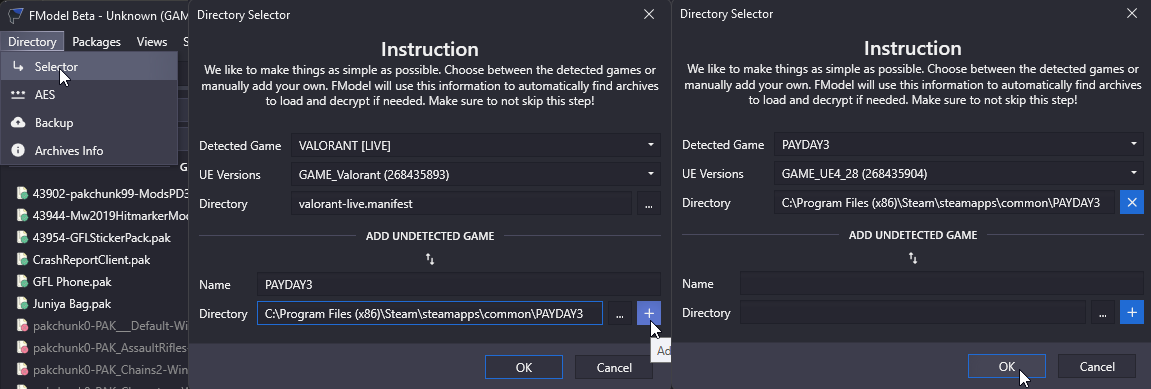 FModel Beta - Unknown (GAM
Directory Packages Views S
Selector
AES
Backup
Archives Info
G
43902-pakchunk99-ModsPD3
43944-Mw2019HitmarkerMod
43954-GFLStickerPack.pak
CrashReportClient.pak
GFL Phone.pak
Juniya Bag.pak
pakchunk0-PAK___Default-Wi
pakchunk0-PAK_AssaultRifles-
pakchunk0-PAK_Chains2-Win
Directory Selector
Instruction
We like to make things as simple as possible. Choose between the detected games or
manually add your own. FModel will use this information to automatically find archives
to load and decrypt if needed. Make sure to not skip this step!
Detected Game VALORANT [LIVE]
UE Versions GAME_Valorant (268435893)
Directory valorant-live.manifest ...
ADD UNDETECTED GAME
Name PAYDAY3
Directory C:\Program Files (x86)\Steam\steamapps\common\PAYDAY3 ... +
Ad
OK Cancel
Directory Selector
Instruction
We like to make things as simple as possible. Choose between the detected games or
manually add your own. FModel will use this information to automatically find archives
to load and decrypt if needed. Make sure to not skip this step!
Detected Game PAYDAY3
UE Versions GAME_UE4_28 (268435904)
Directory C:\Program Files (x86)\Steam\steamapps\common\PAYDAY3
ADD UNDETECTED GAME
Name
Directory ... +
OK Cancel